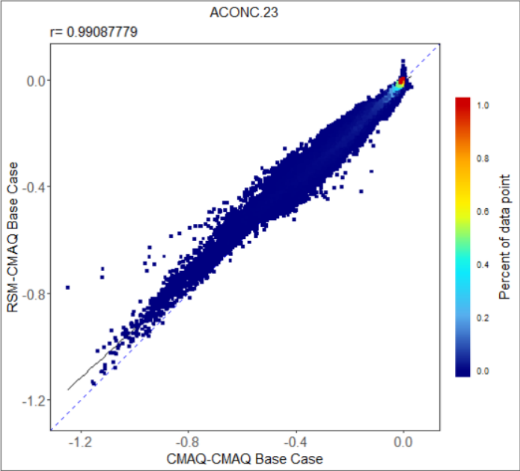 ACONC.23
r= 0.99087779
0.0
-0.4
-0.8
-1.2
RSM-CMAQ Base Case
-1.2
-0.8
-0.4
0.0
CMAQ-CMAQ Base Case
1.0
0.8
0.6
0.4
0.2
0.0
Percent of data point